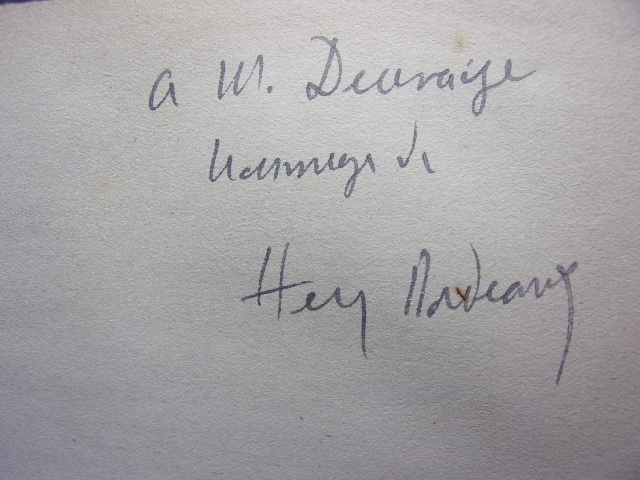 a M.
hommage de
Henry Bordeaux